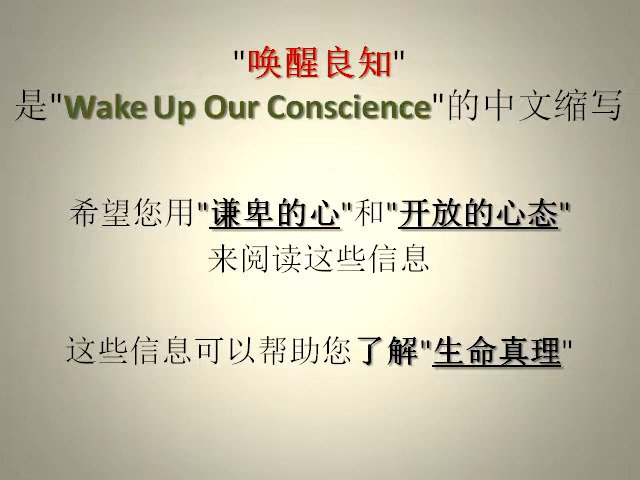 "唤醒良知"
是"Wake Up Our Conscience"的中文缩写
希望您用"谦卑的心"和"开放的心态"
来阅读这些信息
这些信息可以帮助您了解"生命真理"